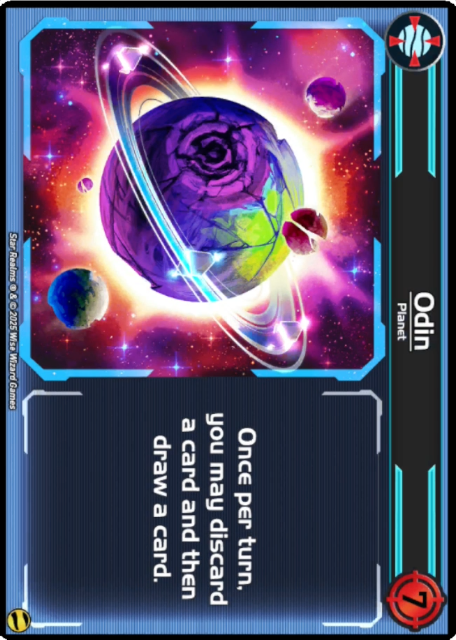 Odin
Planet
7
Once per turn,
you may discard
a card and then
draw a card.
Star Realms ® & © 2025 Wise Wizard Games